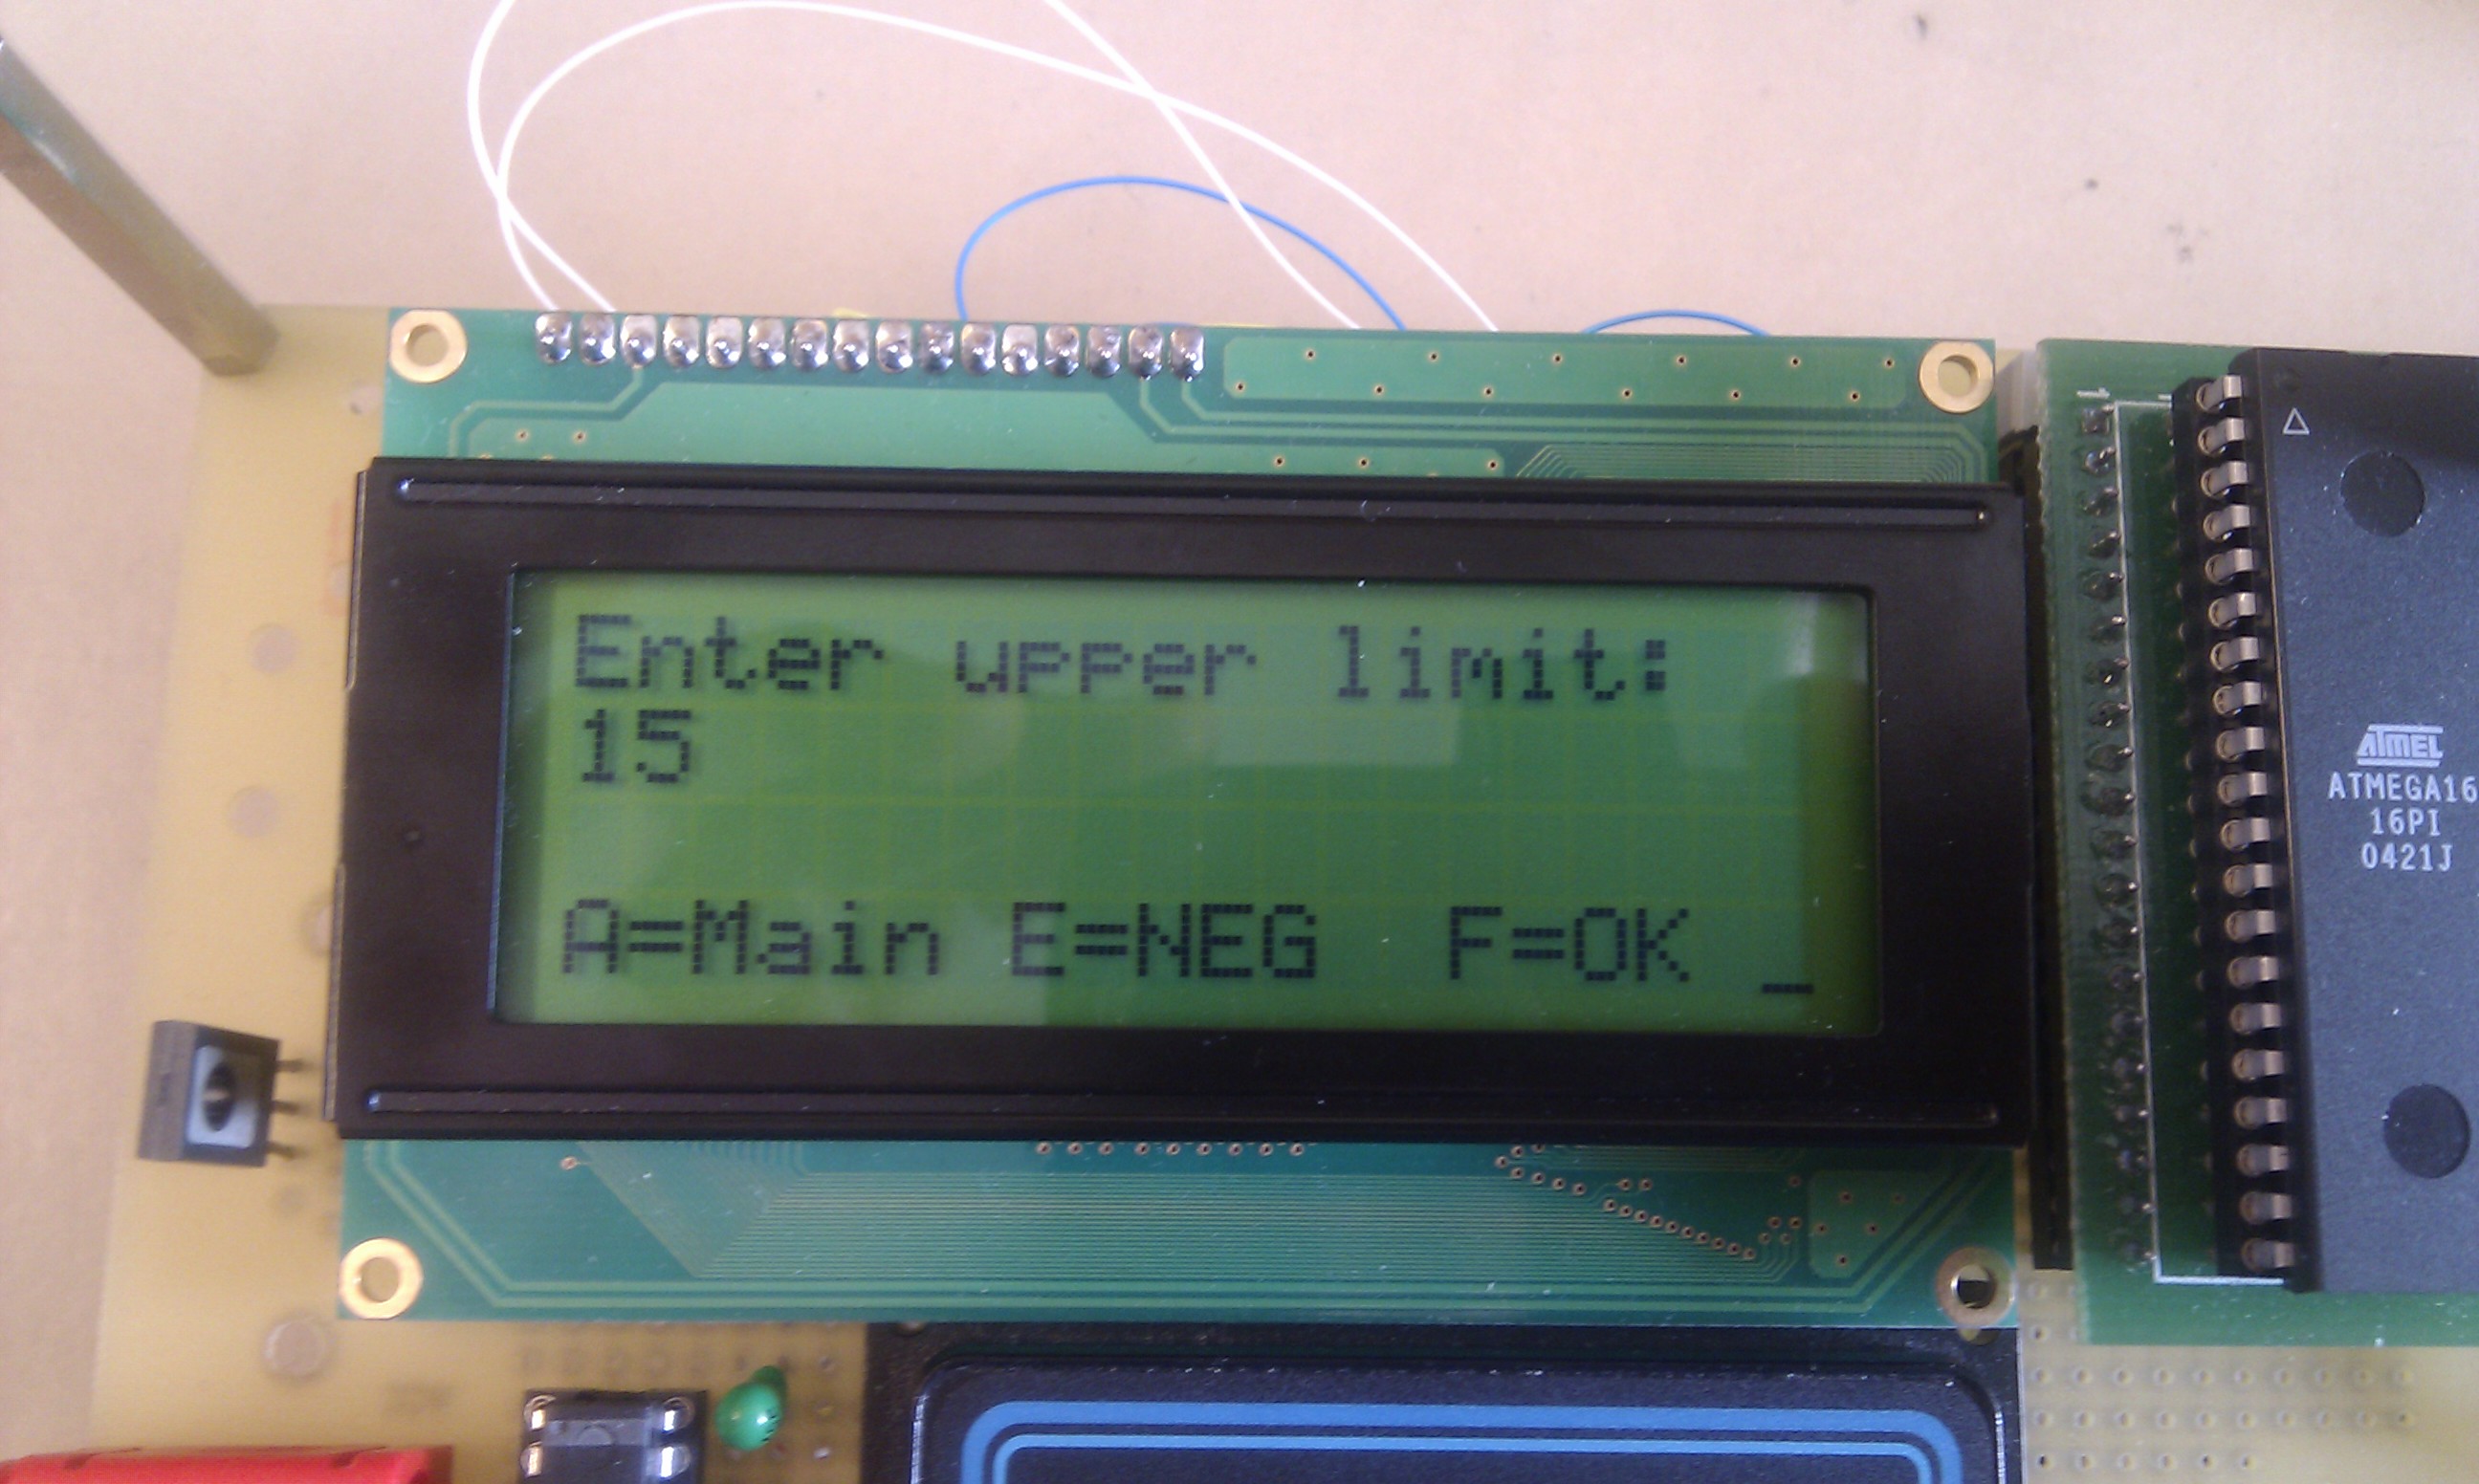 Enter upper limit:
15
A=Main E=NEG  F=OK _
ATMEL
ATMEGA16
16PI
0421J